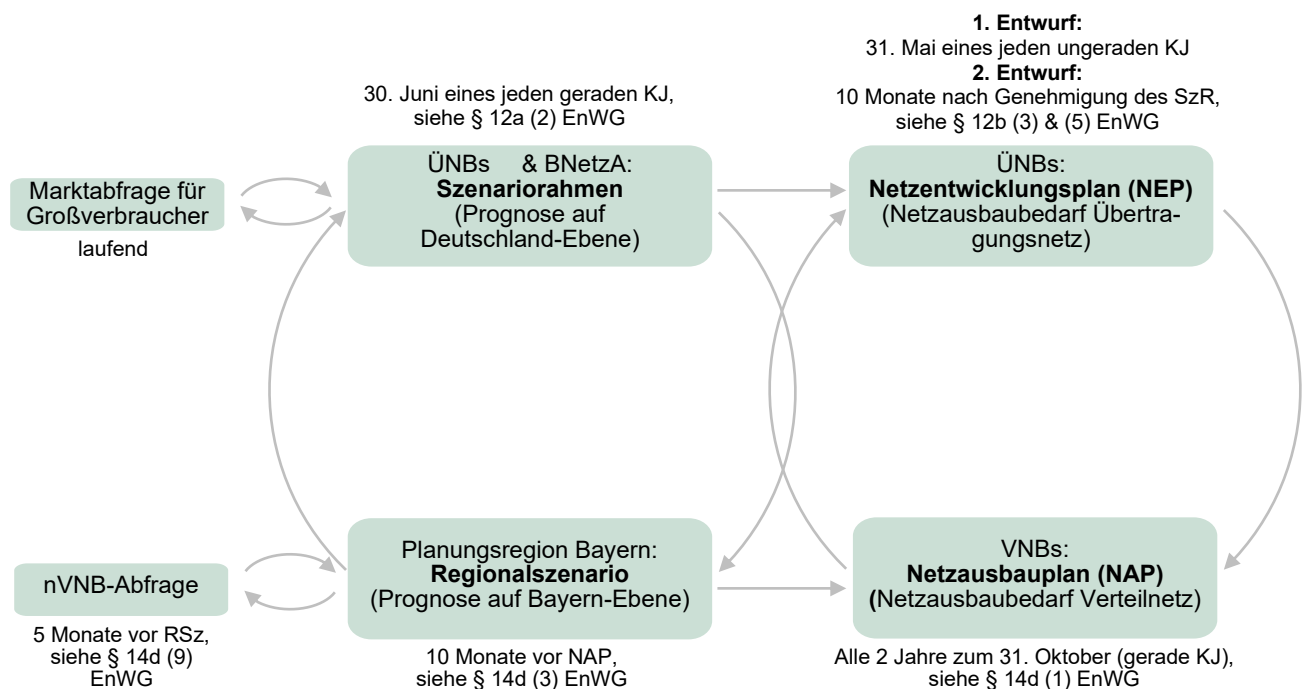 1. Entwurf:
31. Mai eines jeden ungeraden KJ
2. Entwurf:
10 Monate nach Genehmigung des SzR,
siehe § 12b (3) & (5) EnWG
30. Juni eines jeden geraden KJ,
siehe § 12a (2) EnWG
Marktabfrage für
Großverbraucher
laufend
ÜNBs & BNetzA:
Szenariorahmen
(Prognose auf
Deutschland-Ebene)
ÜNBs:
Netzentwicklungsplan (NEP)
(Netzausbaubedarf Übertra-
gungsnetz)
nVNB-Abfrage
5 Monate vor RSz,
siehe § 14d (9)
EnWG
Planungsregion Bayern:
Regionalszenario
(Prognose auf Bayern-Ebene)
10 Monate vor NAP,
siehe § 14d (3) EnWG
VNBs:
Netzausbauplan (NAP)
(Netzausbaubedarf Verteilnetz)
Alle 2 Jahre zum 31. Oktober (gerade KJ),
siehe § 14d (1) EnWG